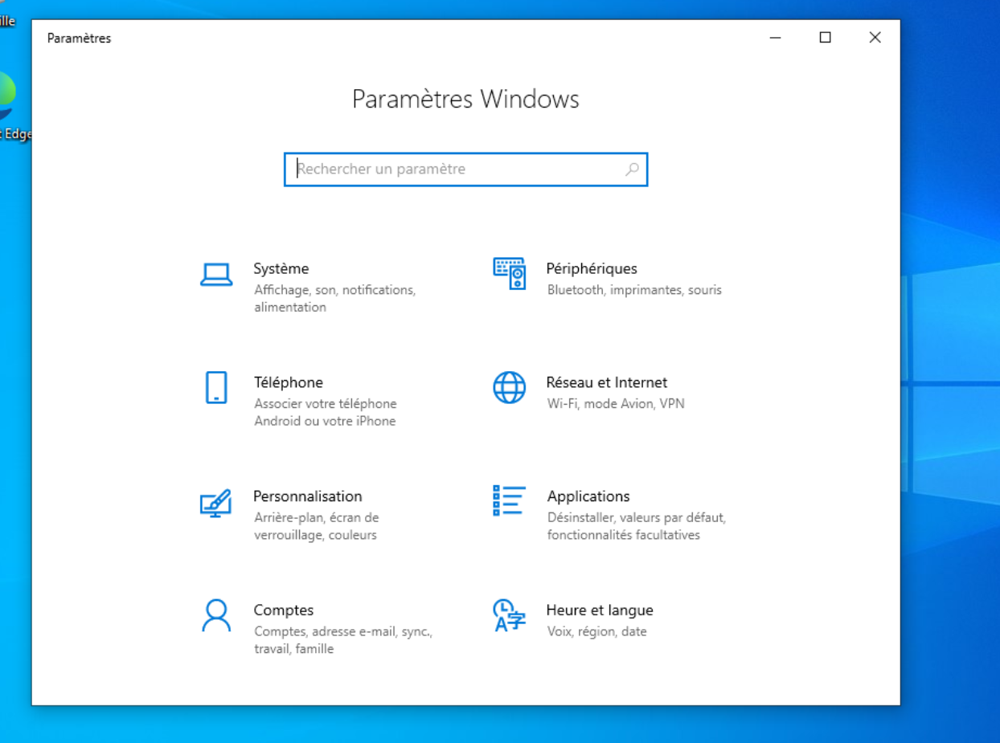 ille
t Edge
Paramètres
Paramètres Windows
Rechercher un paramètre
Système
Affichage, son, notifications,
alimentation
Périphériques
Bluetooth, imprimantes, souris
Téléphone
Associer votre téléphone
Android ou votre iPhone
Réseau et Internet
Wi-Fi, mode Avion, VPN
Personnalisation
Arrière-plan, écran de
verrouillage, couleurs
Applications
Désinstaller, valeurs par défaut,
fonctionnalités facultatives
Comptes
Comptes, adresse e-mail, sync.,
travail, famille
Heure et langue
Voix, région, date